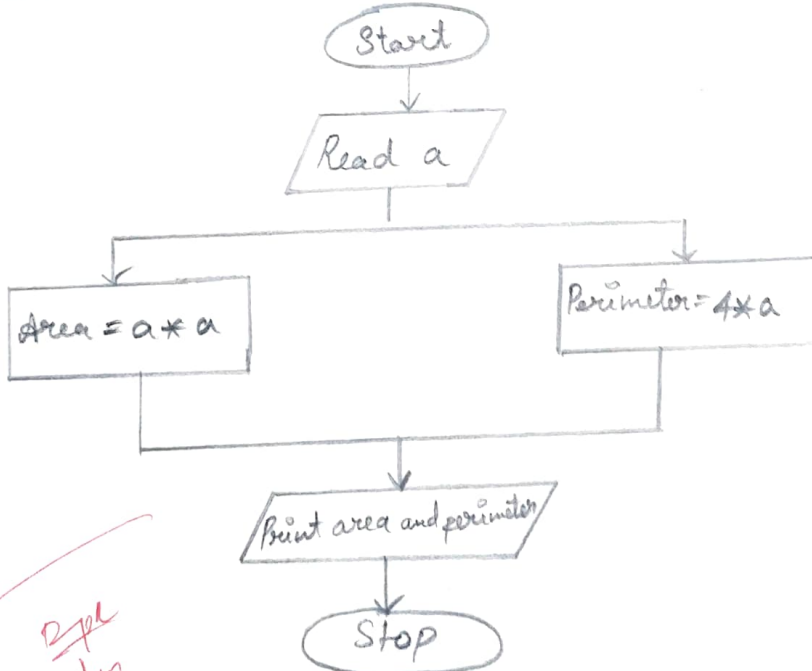 Start
Read a
Area = a * a
Perimeter = 4 * a
Print area and perimeter
Stop